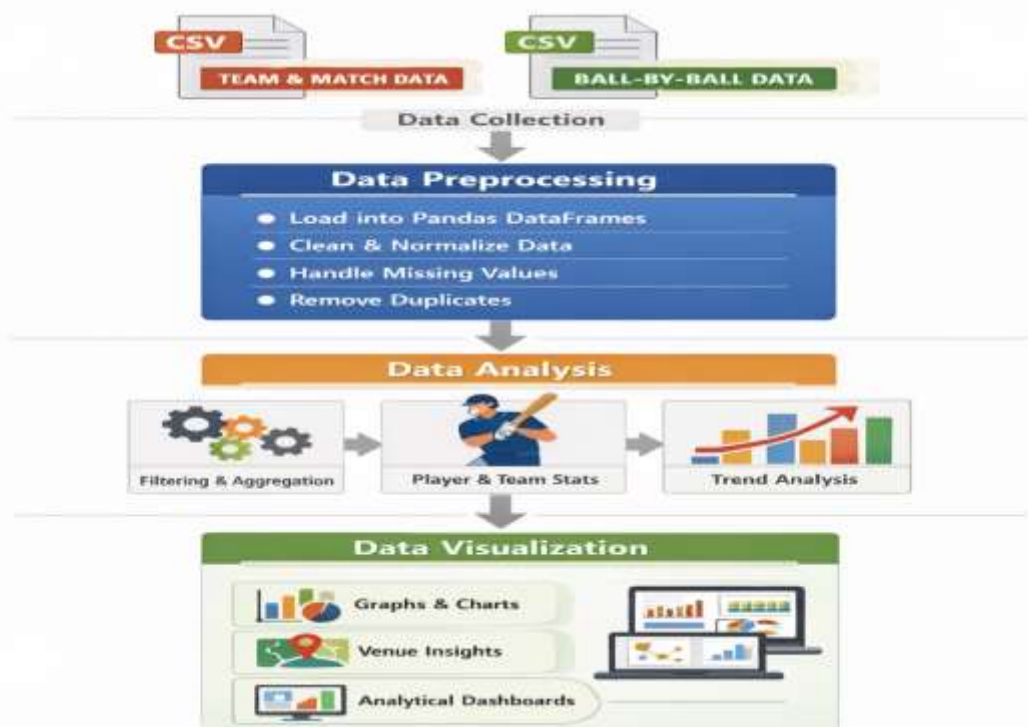 CSV
TEAM & MATCH DATA
CSV
BALL-BY-BALL DATA
Data Collection
Data Preprocessing
Load into Pandas DataFrames
Clean & Normalize Data
Handle Missing Values
Remove Duplicates
Data Analysis
Filtering & Aggregation
Player & Team Stats
Trend Analysis
Data Visualization
Graphs & Charts
Venue Insights
Analytical Dashboards